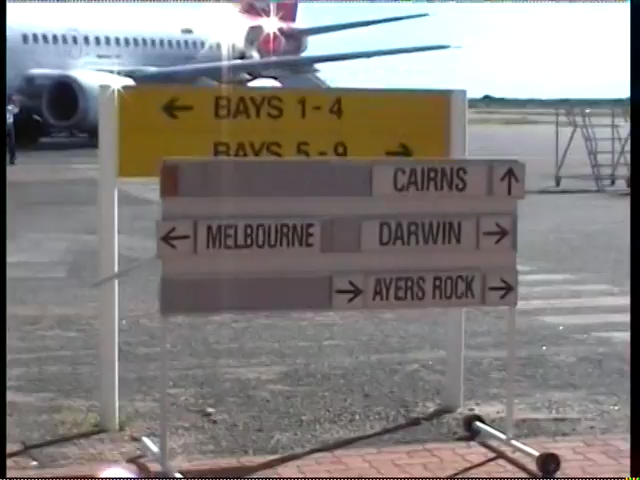 ← BAYS 1-4
BAYS 5-9 →
CAIRNS ↑
← MELBOURNE DARWIN →
→ AYERS ROCK →